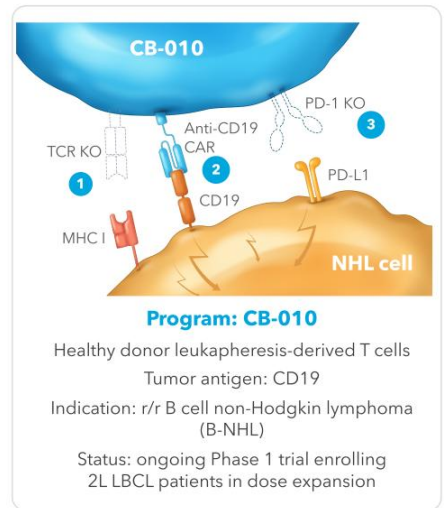 CB-010
PD-1 KO
3
Anti-CD19
CAR
TCR KO
1
2
CD19
PD-L1
MHC I
NHL cell
Program: CB-010
Healthy donor leukapheresis-derived T cells
Tumor antigen: CD19
Indication: r/r B cell non-Hodgkin lymphoma
(B-NHL)
Status: ongoing Phase 1 trial enrolling
2L LBCL patients in dose expansion